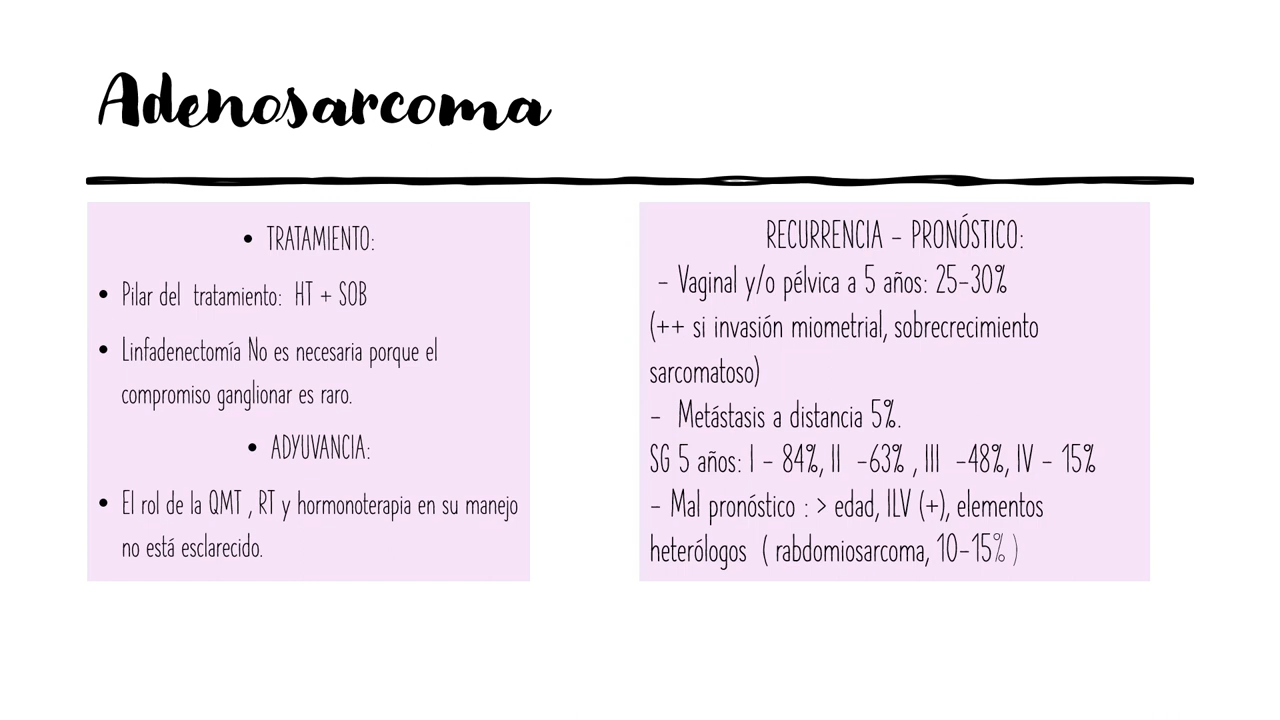 Adenosarcoma
• TRATAMIENTO:
• Pilar del tratamiento: HT + SOB
• Linfadenectomía No es necesaria porque el
compromiso ganglionar es raro.
• ADYUVANCIA:
• El rol de la QMT , RT y hormonoterapia en su manejo
no está esclarecido.
RECURRENCIA - PRONÓSTICO:
- Vaginal y/o pélvica a 5 años: 25-30%
(++ si invasión miometrial, sobrecrecimiento
sarcomatoso)
- Metástasis a distancia 5%.
SG 5 años: I - 84%, II -63% , III -48%, IV - 15%
- Mal pronóstico : > edad, ILV (+), elementos
heterólogos ( rabdomiosarcoma, 10-15% )